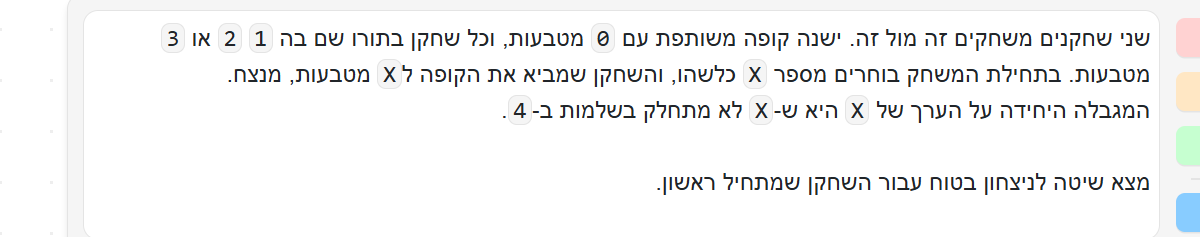 שני שחקנים משחקים זה מול זה. ישנה קופה משותפת עם 0 מטבעות, וכל שחקן בתורו שם בה 1 2 או 3
מטבעות. בתחילת המשחק בוחרים מספר X כלשהו, והשחקן שמביא את הקופה לX מטבעות, מנצח.
המגבלה היחידה על הערך של X היא ש-X לא מתחלק בשלמות ב-4.
מצא שיטה לניצחון בטוח עבור השחקן שמתחיל ראשון.